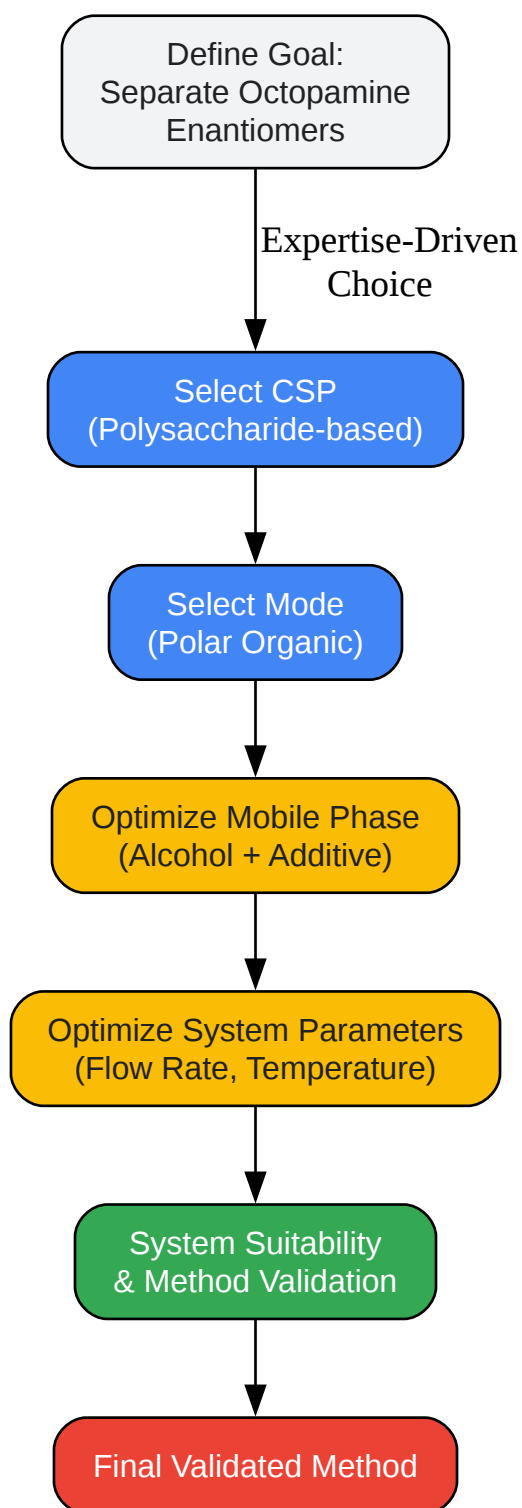 Define Goal:
Separate Octopamine
Enantiomers
Expertise-Driven
Choice
Select CSP
(Polysaccharide-based)
Select Mode
(Polar Organic)
Optimize Mobile Phase
(Alcohol + Additive)
Optimize System Parameters
(Flow Rate, Temperature)
System Suitability
& Method Validation
Final Validated Method